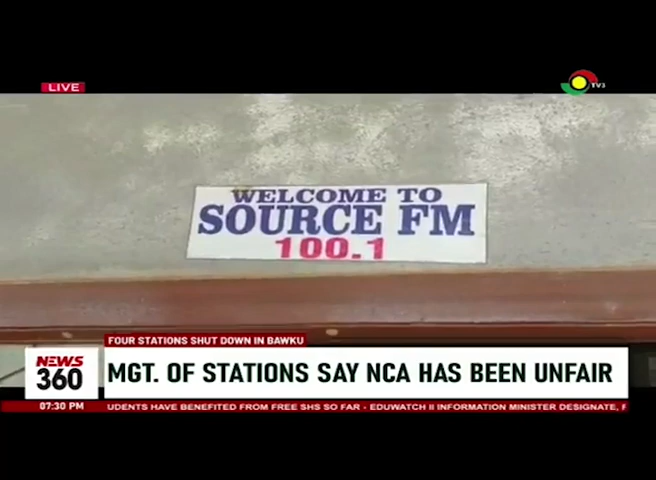 LIVE
TV3
WELCOME TO
SOURCE FM
100.1
FOUR STATIONS SHUT DOWN IN BAWKU
NEWS
360
MGT. OF STATIONS SAY NCA HAS BEEN UNFAIR
07:30 PM
UDENTS HAVE BENEFITED FROM FREE SHS SO FAR - EDUWATCH II INFORMATION MINISTER DESIGNATE,